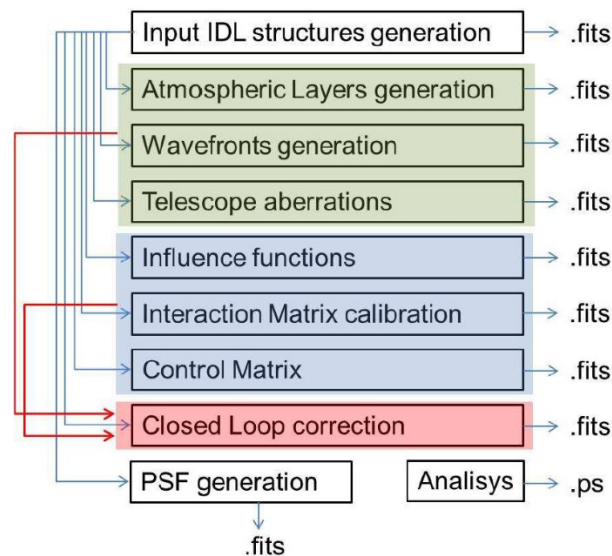 Input IDL structures generation .fits
Atmospheric Layers generation .fits
Wavefronts generation .fits
Telescope aberrations .fits
Influence functions .fits
Interaction Matrix calibration .fits
Control Matrix .fits
Closed Loop correction .fits
PSF generation Analisys .ps
.fits